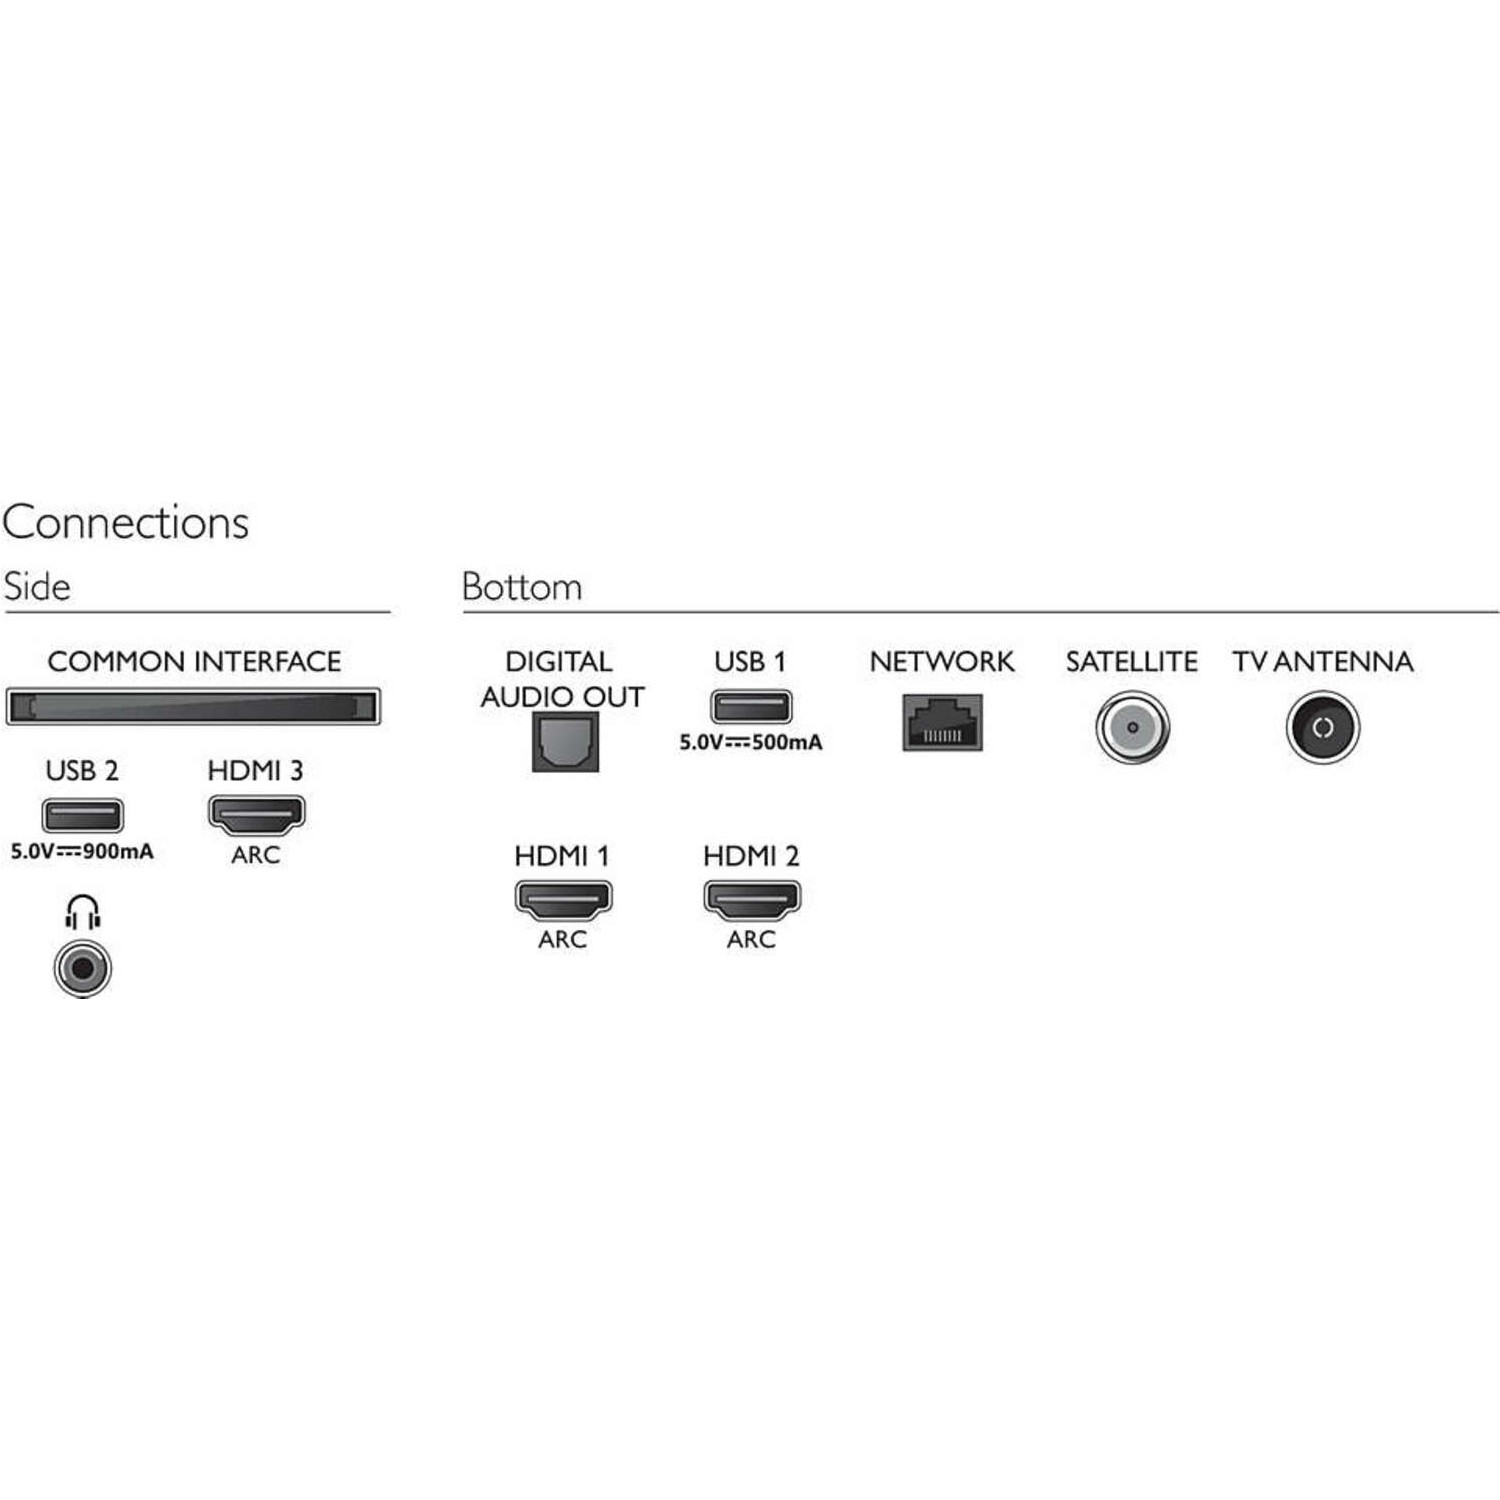 Connections
Side
COMMON INTERFACE
USB 2
HDMI 3
5.0V⎓900mA
ARC
Bottom
DIGITAL
AUDIO OUT
USB 1
5.0V⎓500mA
NETWORK
SATELLITE
TV ANTENNA
HDMI 1
ARC
HDMI 2
ARC